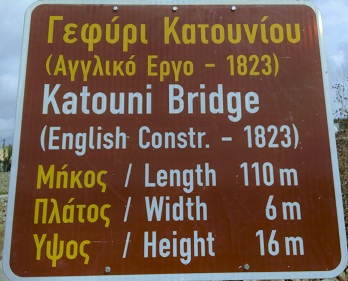 Γεφύρι Κατουνίου
(Αγγλικό Εργο - 1823)
Katouni Bridge
(English Constr. - 1823)
Μήκος / Length 110 m
Πλάτος / Width 6 m
Υψος / Height 16 m